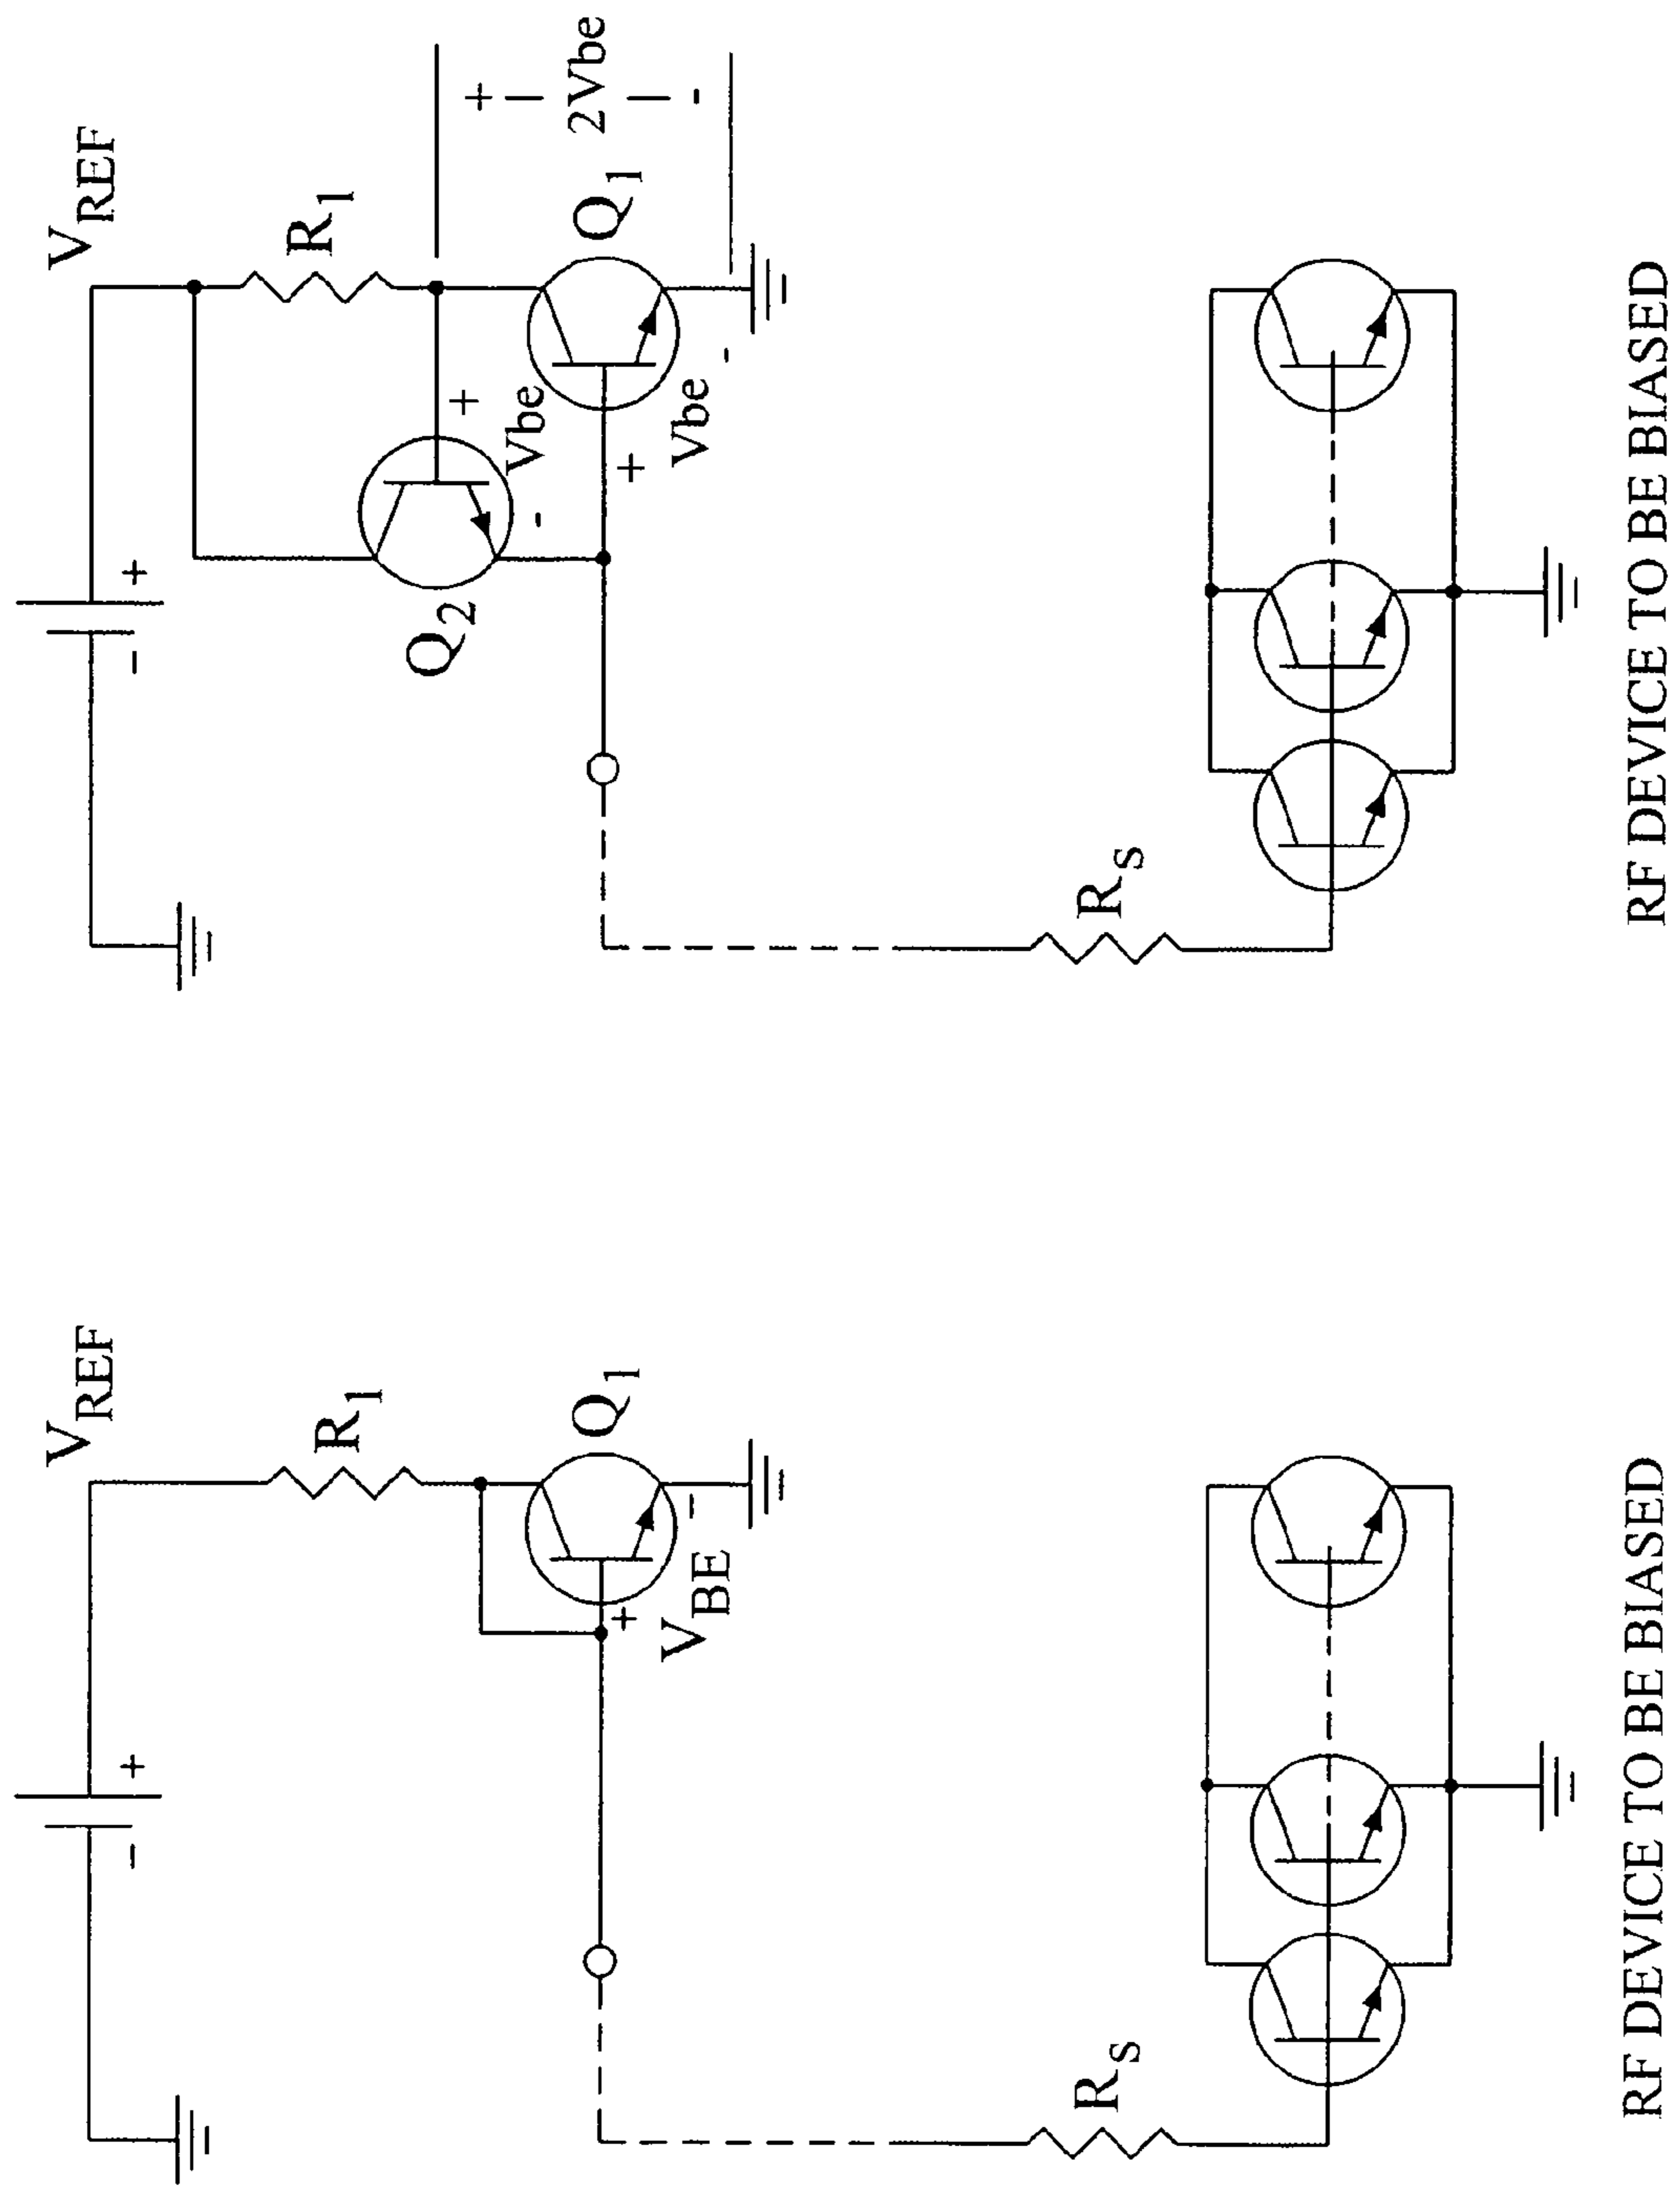 V_REF
- +
R_1
Q_1
+ -
V_BE
R_S
RF DEVICE TO BE BIASED
V_REF
- +
R_1
Q_2
+
Vbe
-
+
2Vbe
-
Q_1
+
Vbe
-
R_S
RF DEVICE TO BE BIASED